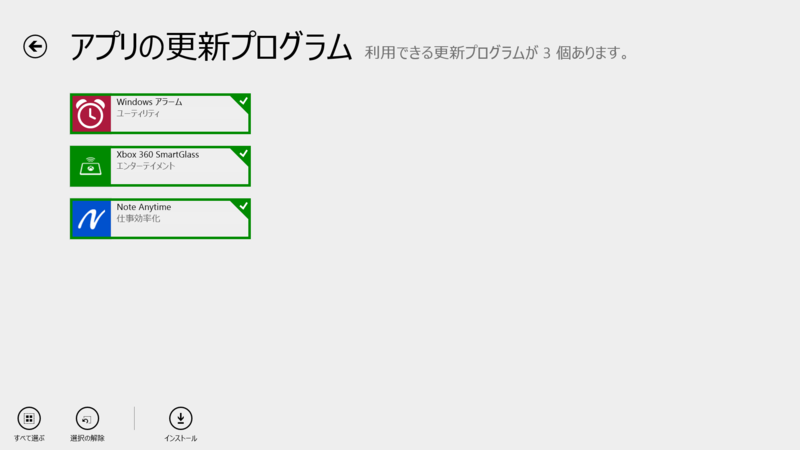 アプリの更新プログラム 利用できる更新プログラムが 3 個あります。
Windows アラーム
ユーティリティ
Xbox 360 SmartGlass
エンターテイメント
Note Anytime
仕事効率化
すべて選ぶ 選択の解除 インストール